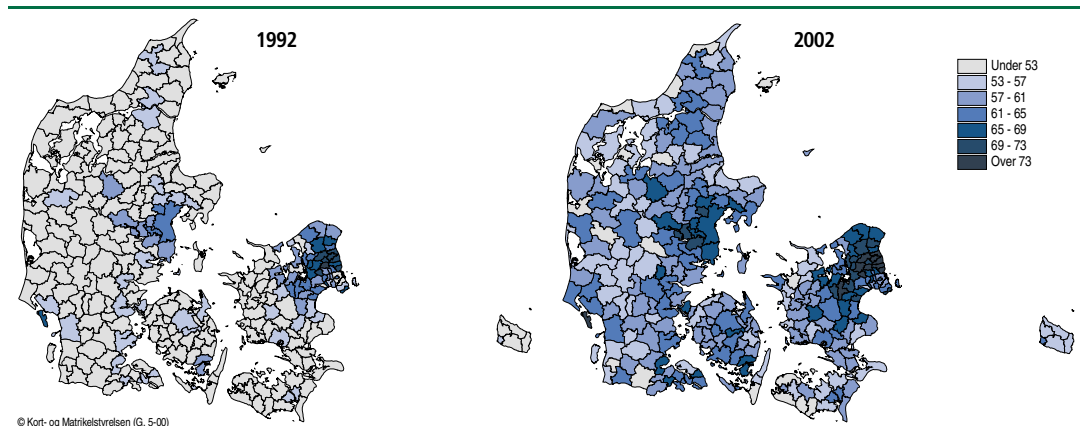 1992
2002
Under 53
53 - 57
57 - 61
61 - 65
65 - 69
69 - 73
Over 73
© Kort- og Matrikelstyrelsen (G. 5-00)